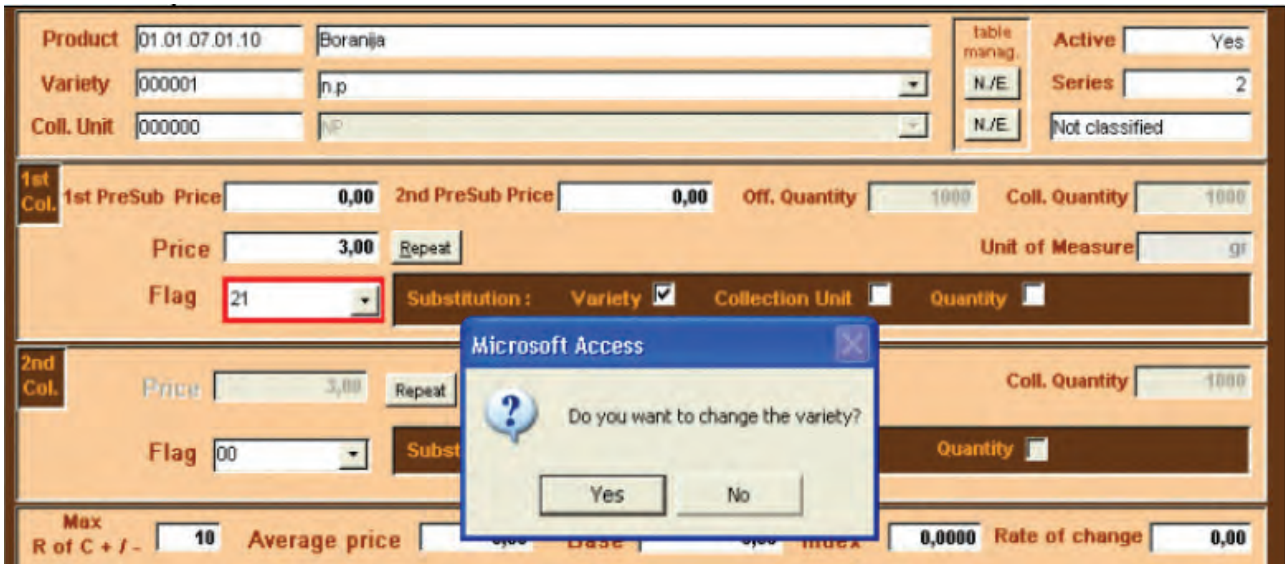 Product 01.01.07.01.10 Boranija table manag. Active Yes
Variety 000001 n.p N./E. Series 2
Coll. Unit 000000 NP N./E. Not classified
1st Col. 1st PreSub Price 0,00 2nd PreSub Price 0,00 Off. Quantity 1000 Coll. Quantity 1000
Price 3,00 Repeat Unit of Measure gr
Flag 21 Substitution : Variety Collection Unit Quantity
Microsoft Access
2nd Col. Price 3,00 Repeat Coll. Quantity 1000
Do you want to change the variety?
Flag 00 Subst Quantity
Yes No
Max R of C + / - 10 Average price Base Index 0,0000 Rate of change 0,00